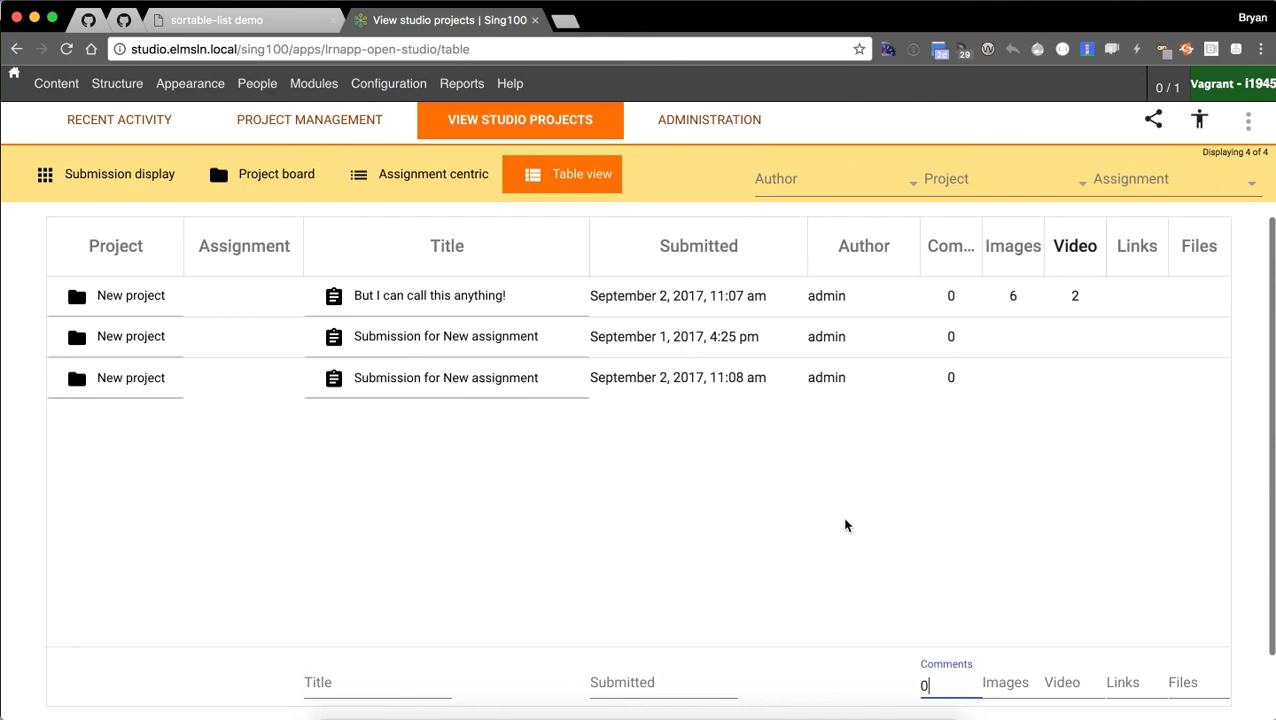 sortable-list demo
View studio projects | Sing100
Bryan
studio.elmsln.local/sing100/apps/lrnapp-open-studio/table
2d
29
Content Structure Appearance People Modules Configuration Reports Help
0 / 1
Vagrant - i1945
RECENT ACTIVITY PROJECT MANAGEMENT VIEW STUDIO PROJECTS ADMINISTRATION
Displaying 4 of 4
Submission display Project board Assignment centric Table view Author Project Assignment
Project Assignment Title Submitted Author Com... Images Video Links Files
New project But I can call this anything! September 2, 2017, 11:07 am admin 0 6 2
New project Submission for New assignment September 1, 2017, 4:25 pm admin 0
New project Submission for New assignment September 2, 2017, 11:08 am admin 0
Comments
Title Submitted 0 Images Video Links Files